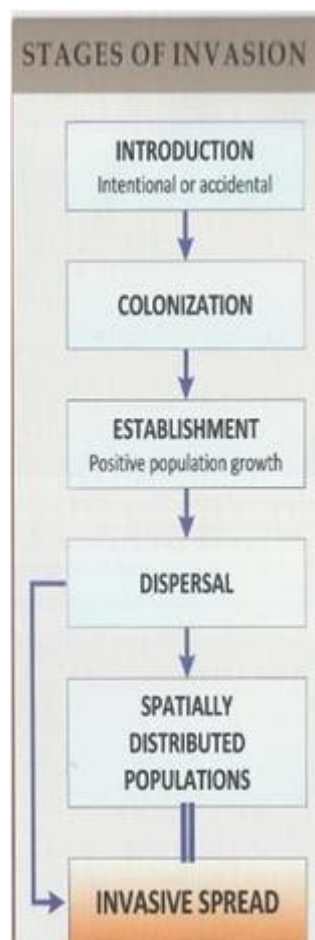 STAGES OF INVASION
INTRODUCTION
Intentional or accidental
COLONIZATION
ESTABLISHMENT
Positive population growth
DISPERSAL
SPATIALLY
DISTRIBUTED
POPULATIONS
INVASIVE SPREAD